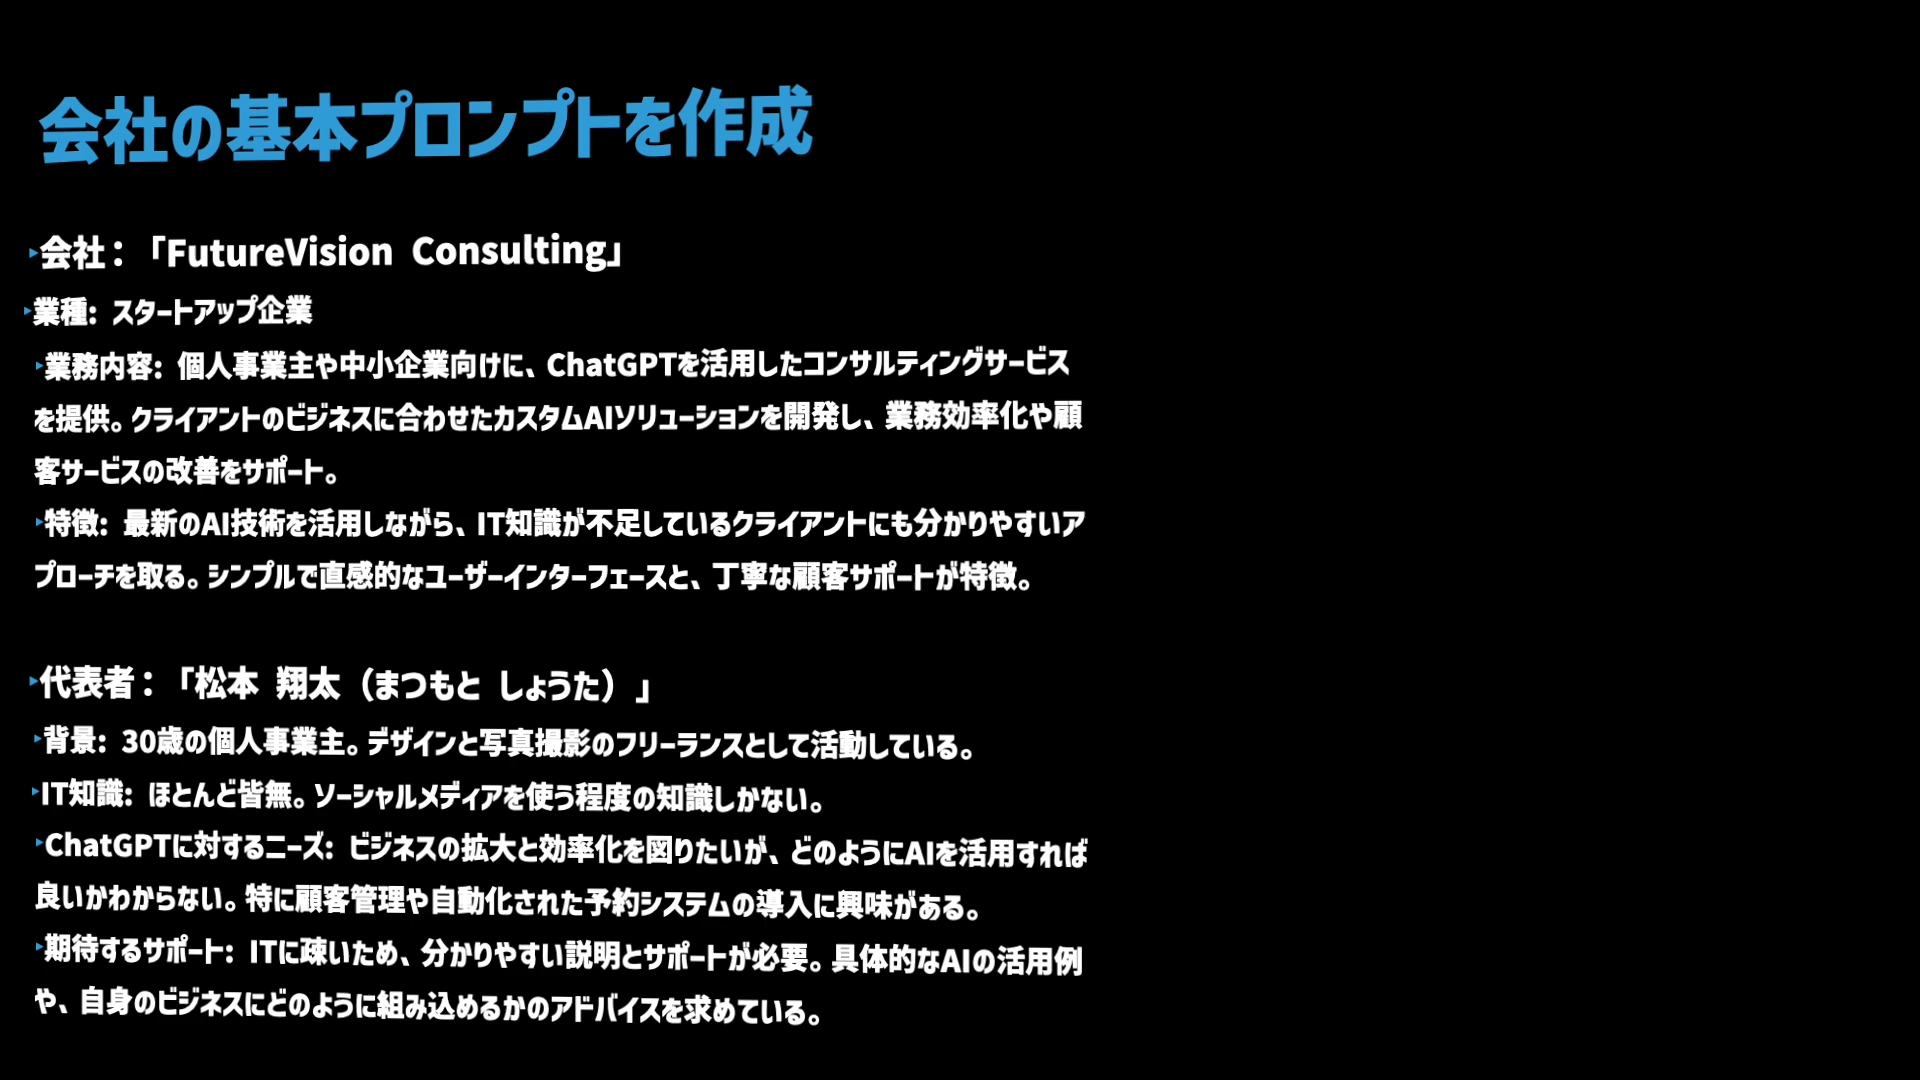 会社の基本プロンプトを作成
▸会社：「FutureVision Consulting」
▸業種: スタートアップ企業
▸業務内容: 個人事業主や中小企業向けに、ChatGPTを活用したコンサルティングサービス
を提供。クライアントのビジネスに合わせたカスタムAIソリューションを開発し、業務効率化や顧
客サービスの改善をサポート。
▸特徴: 最新のAI技術を活用しながら、IT知識が不足しているクライアントにも分かりやすいア
プローチを取る。シンプルで直感的なユーザーインターフェースと、丁寧な顧客サポートが特徴。
▸代表者：「松本 翔太（まつもと しょうた）」
▸背景: 30歳の個人事業主。デザインと写真撮影のフリーランスとして活動している。
▸IT知識: ほとんど皆無。ソーシャルメディアを使う程度の知識しかない。
▸ChatGPTに対するニーズ: ビジネスの拡大と効率化を図りたいが、どのようにAIを活用すれば
良いかわからない。特に顧客管理や自動化された予約システムの導入に興味がある。
▸期待するサポート: ITに疎いため、分かりやすい説明とサポートが必要。具体的なAIの活用例
や、自身のビジネスにどのように組み込めるかのアドバイスを求めている。